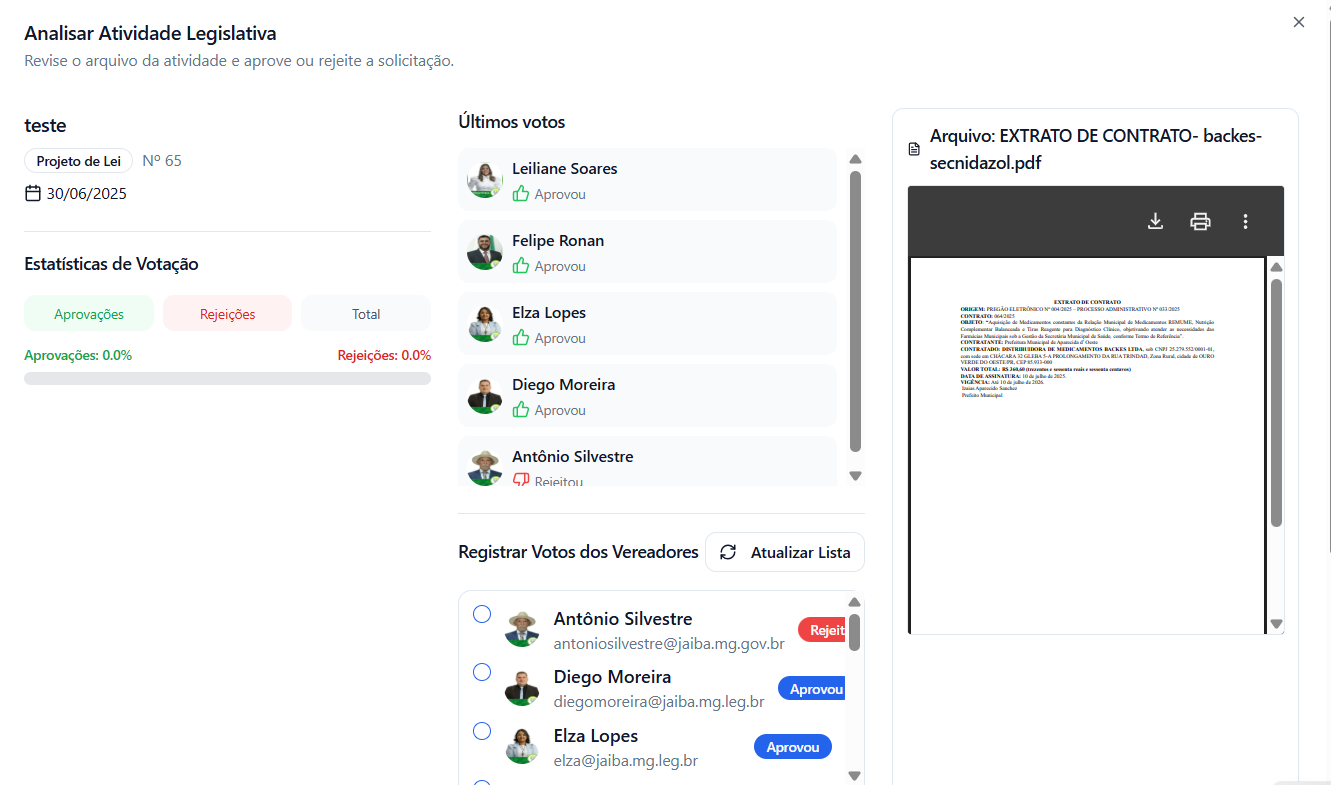 Analisar Atividade Legislativa
Revise o arquivo da atividade e aprove ou rejeite a solicitação.
teste
Projeto de Lei Nº 65
30/06/2025
Estatísticas de Votação
Aprovações Rejeições Total
Aprovações: 0.0% Rejeições: 0.0%
Últimos votos
Leiliane Soares
Aprovou
Felipe Ronan
Aprovou
Elza Lopes
Aprovou
Diego Moreira
Aprovou
Antônio Silvestre
Rejeitou
Registrar Votos dos Vereadores Atualizar Lista
Antônio Silvestre
antoniosilvestre@jaiba.mg.gov.br Rejeit
Diego Moreira
diegomoreira@jaiba.mg.leg.br Aprovou
Elza Lopes
elza@jaiba.mg.leg.br Aprovou
Arquivo: EXTRATO DE CONTRATO- backes-
secnidazol.pdf
EXTRATO DE CONTRATO
ORIGEM: PREGÃO ELETRÔNICO Nº 004/2025 – PROCESSO ADMINISTRATIVO Nº 033/2025
CONTRATO: 064/2025
OBJETO: “Aquisição de Medicamentos constantes da Relação Municipal de Medicamentos REMUME, Nutrição
Complementar Balanceada e Tiras Reagente para Diagnóstico Clínico, objetivando atender as necessidades das
Farmácias Municipais sob a Gestão da Secretaria Municipal de Saúde, conforme Termo de Referência”.
CONTRATANTE: Prefeitura Municipal de Aparecida d' Oeste
CONTRATADO: DISTRIBUIDORA DE MEDICAMENTOS BACKES LTDA, sob CNPJ 25.279.552/0001-01,
com sede em CHÁCARA 32 GLEBA 5-A PROLONGAMENTO DA RUA TRINDAD, Zona Rural, cidade de OURO
VERDE DO OESTE/PR, CEP 85.933-000
VALOR TOTAL: R$ 360,60 (trezentos e sessenta reais e sessenta centavos)
DATA DE ASSINATURA: 10 de julho de 2025.
VIGÊNCIA: Até 10 de julho de 2026.
Izaias Aparecido Sanchez
Prefeito Municipal